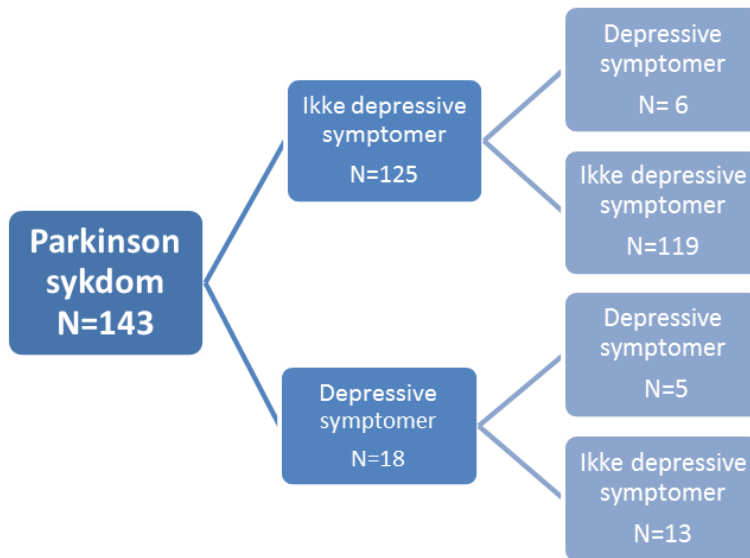 Parkinson
sykdom
N=143
Ikke depressive
symptomer
N=125
Depressive
symptomer
N=18
Depressive
symptomer
N= 6
Ikke depressive
symptomer
N=119
Depressive
symptomer
N=5
Ikke depressive
symptomer
N=13